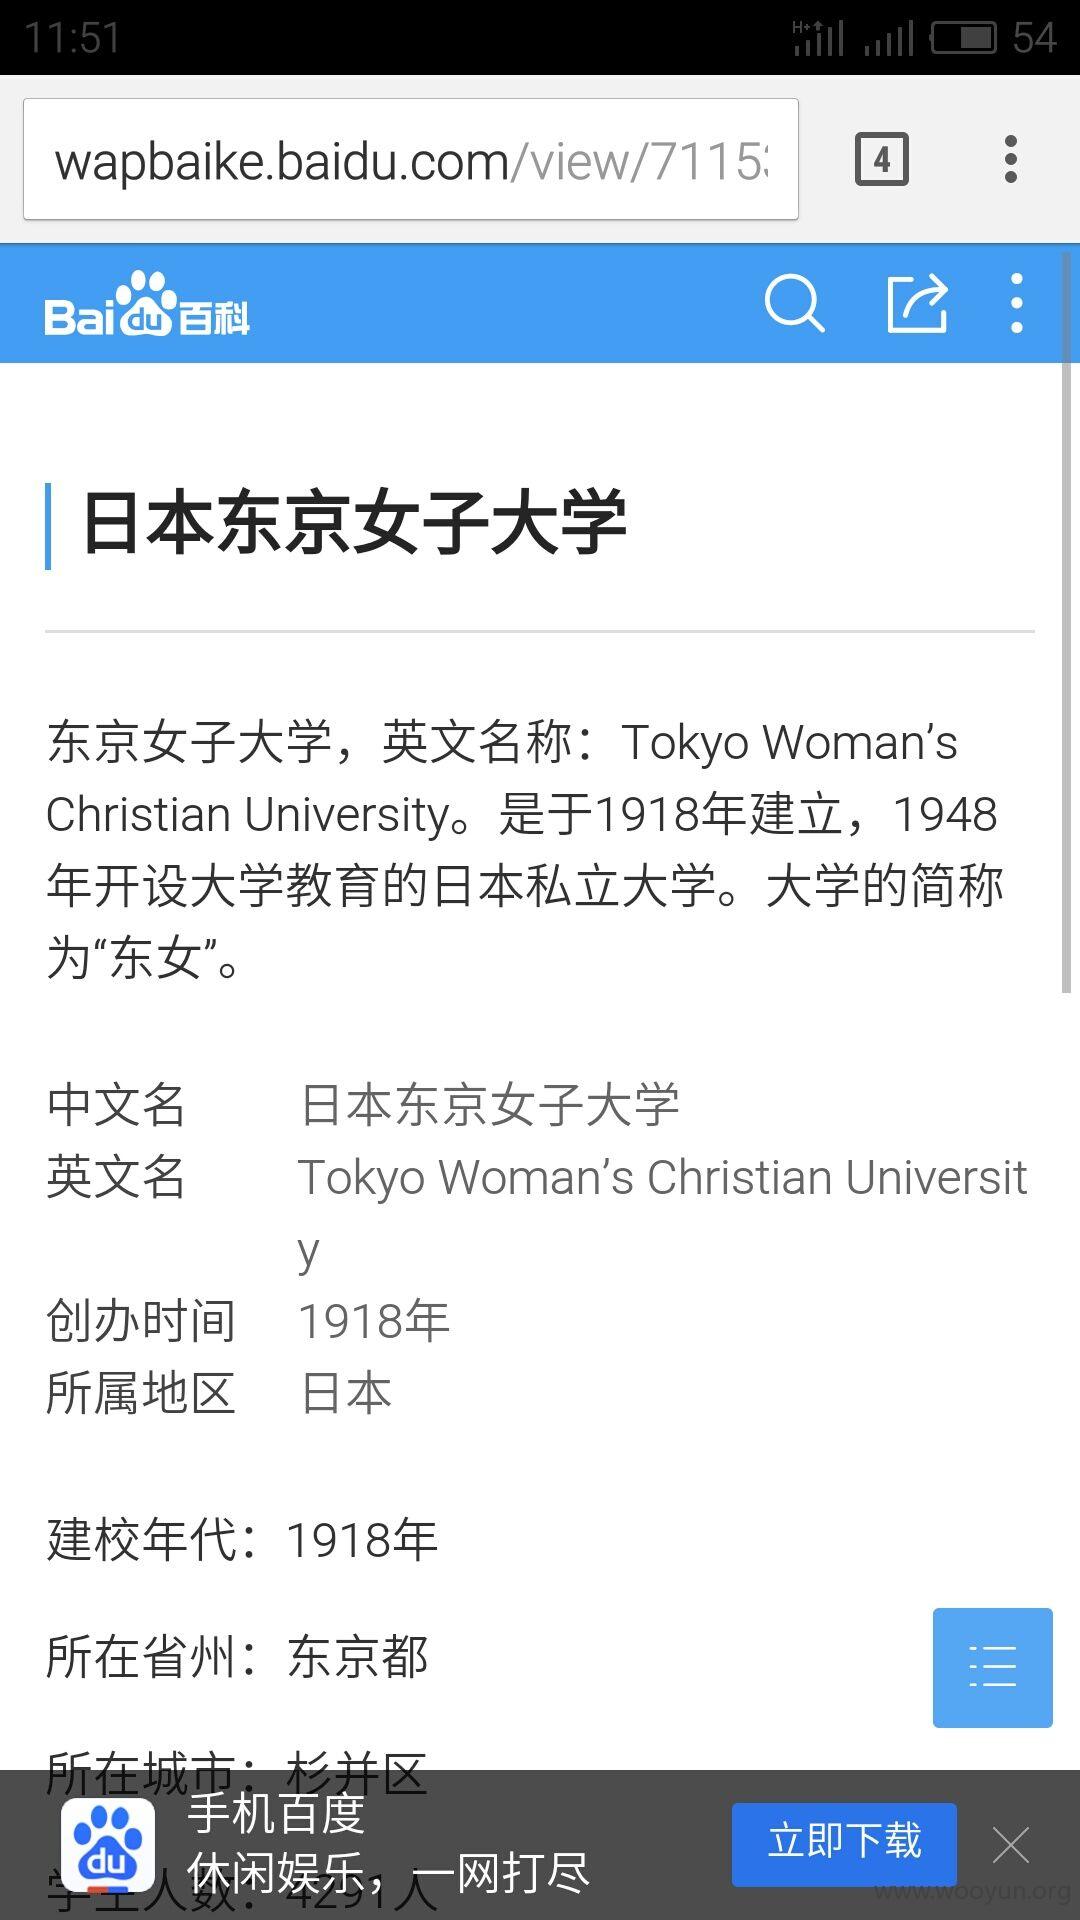 11:51
H+
54
wapbaike.baidu.com/view/7115
4
Bai du 百科
日本东京女子大学
东京女子大学，英文名称：Tokyo Woman’s
Christian University。是于1918年建立，1948
年开设大学教育的日本私立大学。大学的简称
为“东女”。
中文名 日本东京女子大学
英文名 Tokyo Woman’s Christian Universit
y
创办时间 1918年
所属地区 日本
建校年代：1918年
所在省州：东京都
所在城市：杉并区
手机百度
du
立即下载
休闲娱乐，一网打尽
学生人数：4291人
www.wooyun.org